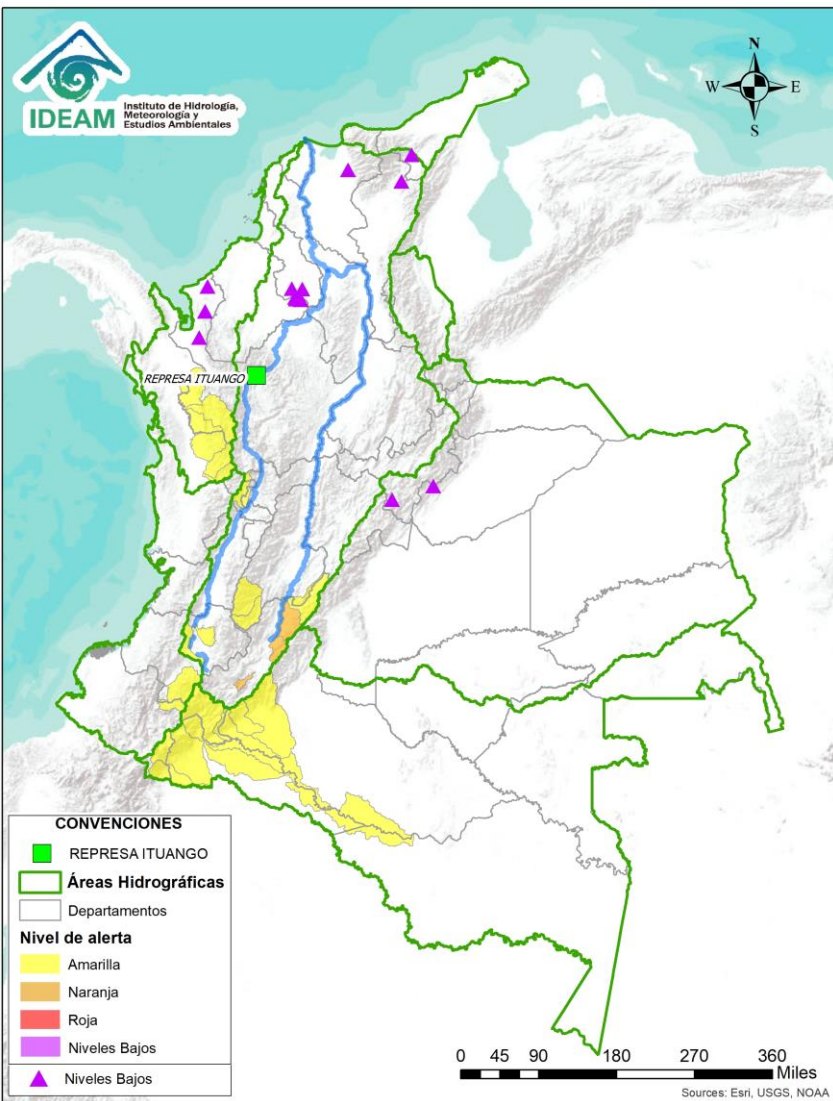 IDEAM
Instituto de Hidrología,
Meteorología y
Estudios Ambientales
N
W
E
S
REPRESA ITUANGO
CONVENCIONES
REPRESA ITUANGO
Áreas Hidrográficas
Departamentos
Nivel de alerta
Amarilla
Naranja
Roja
Niveles Bajos
Niveles Bajos
0 45 90 180 270 360
Miles
Sources: Esri, USGS, NOAA